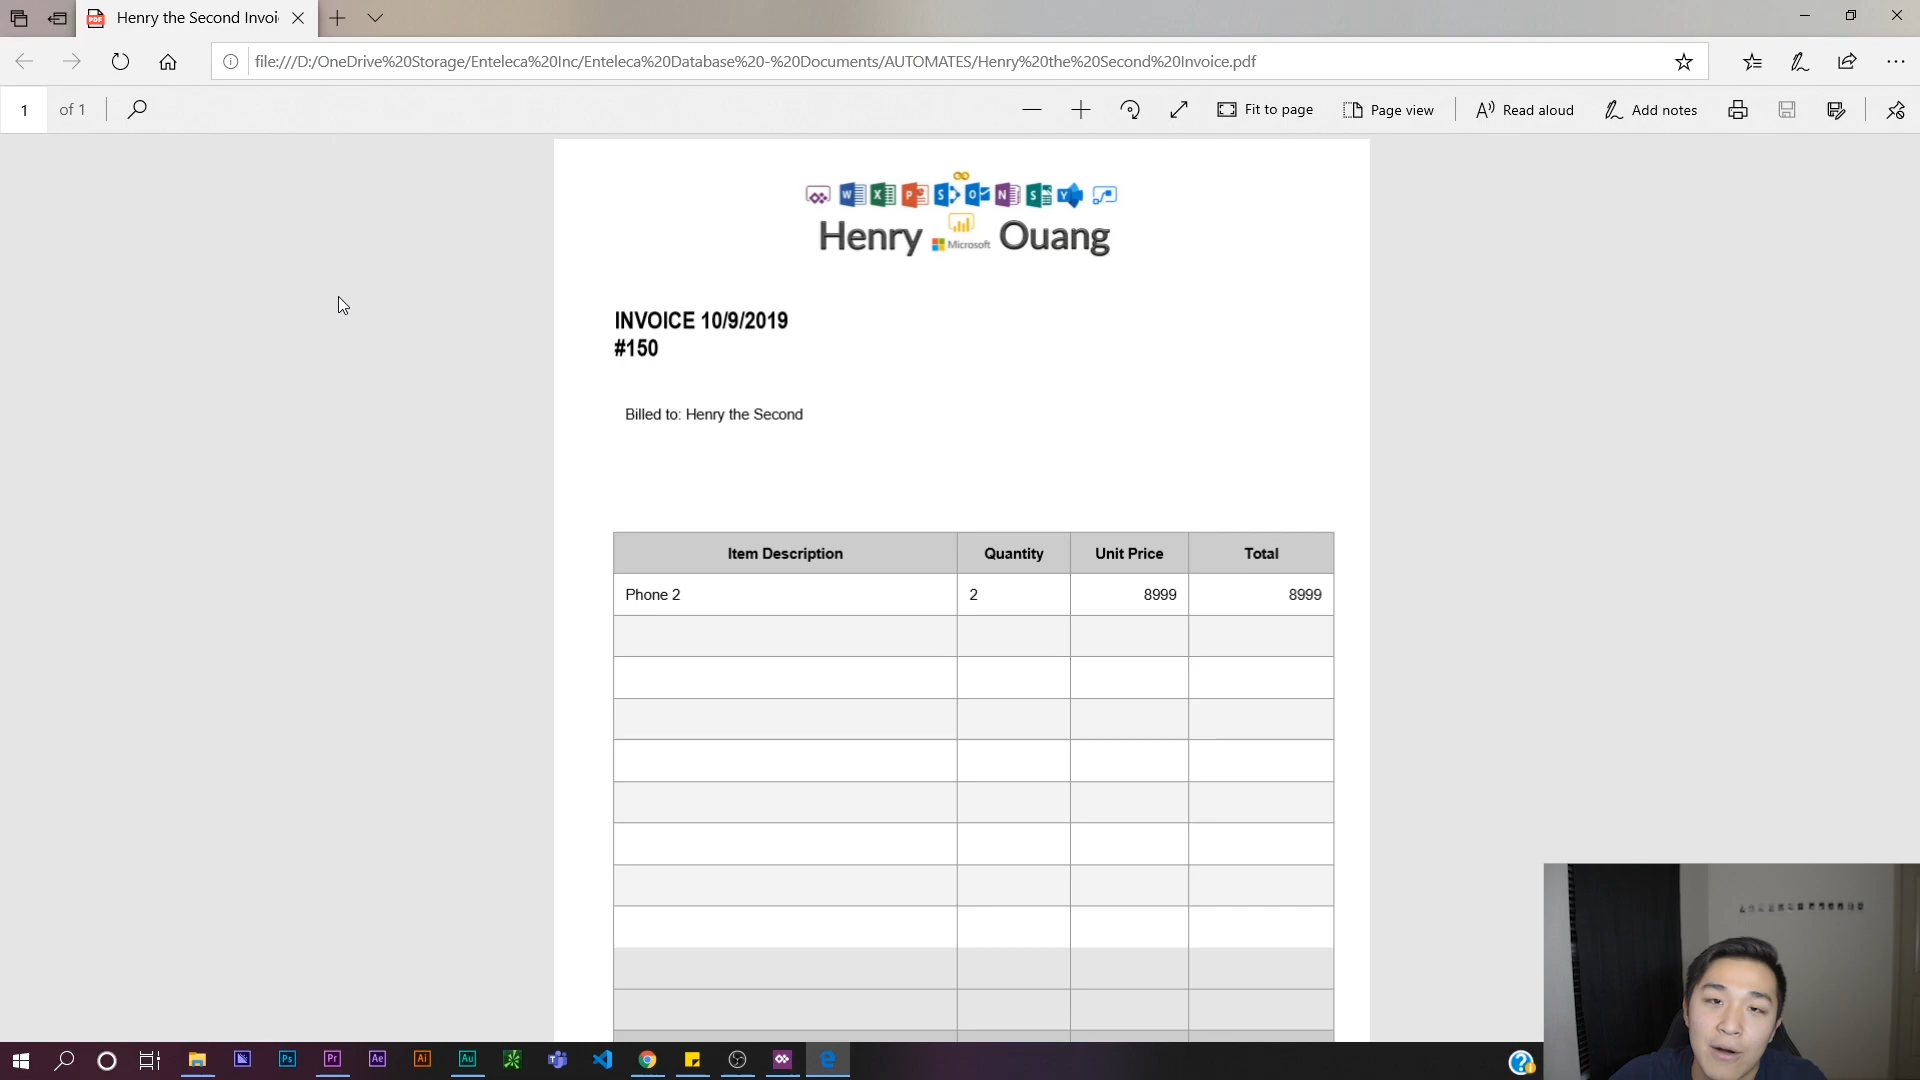 Henry the Second Invoi
file:///D:/OneDrive%20Storage/Enteleca%20Inc/Enteleca%20Database%20-%20Documents/AUTOMATES/Henry%20the%20Second%20Invoice.pdf
1 of 1
Fit to page
Page view
Read aloud
Add notes
Henry Microsoft Ouang
INVOICE 10/9/2019
#150
Billed to: Henry the Second
Item Description Quantity Unit Price Total
Phone 2 2 8999 8999